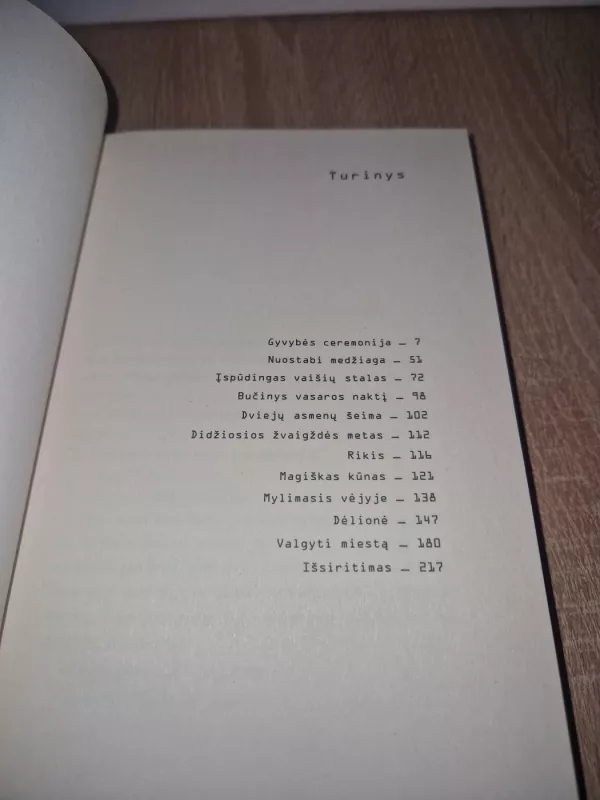 Turinys
Gyvybės ceremonija – 7
Nuostabi medžiaga – 51
Įspūdingas vaišių stalas – 72
Bučinys vasaros naktį – 98
Dviejų asmenų šeima – 102
Didžiosios žvaigždės metas – 112
Rikis – 116
Magiškas kūnas – 121
Mylimasis vėjyje – 138
Dėlionė – 147
Valgyti miestą – 180
Išsiritimas – 217